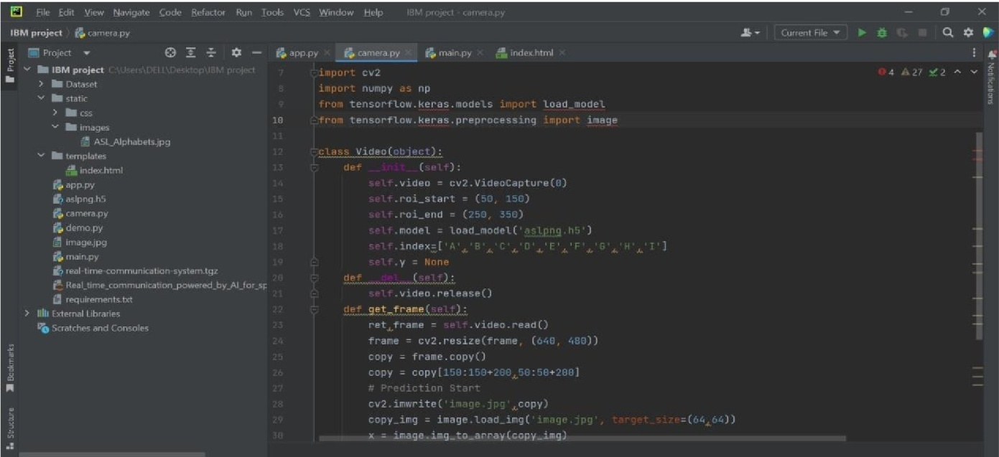 PC File Edit View Navigate Code Refactor Run Tools VCS Window Help IBM project - camera.py
IBM project camera.py Current File
Project app.py camera.py main.py index.html
Project
Notifications
Bookmarks
Structure
IBM project C:\Users\DELL\Desktop\IBM project
Dataset
static
css
images
ASL_Alphabets.jpg
templates
index.html
app.py
aslpng.h5
camera.py
demo.py
image.jpg
main.py
real-time-communication-system.tgz
Real_time_communication_powered_by_AI_for_sp
requirements.txt
External Libraries
Scratches and Consoles
4 27 2
7 import cv2
8 import numpy as np
9 from tensorflow.keras.models import load_model
10 from tensorflow.keras.preprocessing import image
11
12 class Video(object):
13 def __init__(self):
14 self.video = cv2.VideoCapture(0)
15 self.roi_start = (50, 150)
16 self.roi_end = (250, 350)
17 self.model = load_model('aslpng.h5')
18 self.index=['A','B','C','D','E','F','G','H','I']
19 self.y = None
20 def __del__(self):
21 self.video.release()
22 def get_frame(self):
23 ret,frame = self.video.read()
24 frame = cv2.resize(frame, (640, 480))
25 copy = frame.copy()
26 copy = copy[150:150+200,50:50+200]
27 # Prediction Start
28 cv2.imwrite('image.jpg',copy)
29 copy_img = image.load_img('image.jpg', target_size=(64,64))
30 x = image.img_to_array(copy_img)